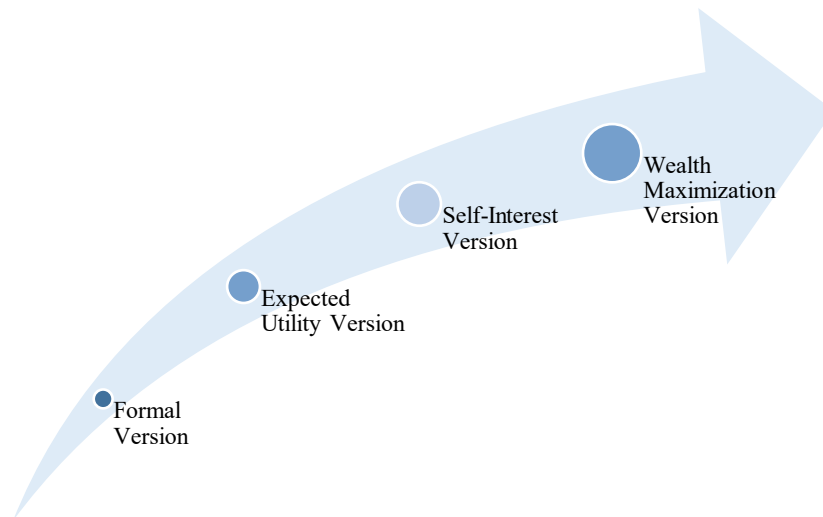 Wealth
Maximization
Version
Self-Interest
Version
Expected
Utility Version
Formal
Version